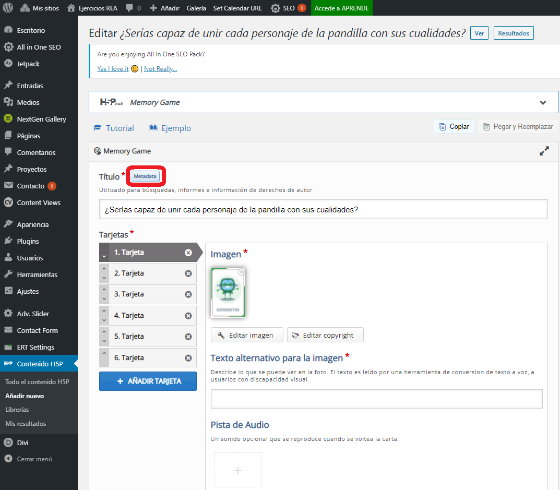 Mis sitios Ejercicios REA 0 Añadir Galería Set Calendar URL SEO Accede a APRENDE
Escritorio
All in One SEO
Jetpack
Entradas
Medios
NextGen Gallery
Páginas
Comentarios
Proyectos
Contacto
Content Views
Apariencia
Plugins
Usuarios
Herramientas
Ajustes
Adv. Slider
Contact Form
ERT Settings
Contenido H5P
Todo el contenido H5P
Añadir nuevo
Librerías
Mis resultados
Divi
Cerrar menú
Editar ¿Serías capaz de unir cada personaje de la pandilla con sus cualidades? Ver Resultados
Are you enjoying All In One SEO Pack?
Yes I love it Not Really...
H5P Memory Game
Tutorial Ejemplo Copiar Pegar y Reemplazar
Memory Game
Título * Metadata
Utilizado para búsquedas, informes e información de derechos de autor
¿Serías capaz de unir cada personaje de la pandilla con sus cualidades?
Tarjetas *
1. Tarjeta
2. Tarjeta
3. Tarjeta
4. Tarjeta
5. Tarjeta
6. Tarjeta
+ AÑADIR TARJETA
Imagen *
Editar imagen Editar copyright
Texto alternativo para la imagen *
Describe lo que se puede ver en la foto. El texto es leído por una herramienta de conversion de texto a voz, a
usuarios con discapacidad visual.
Pista de Audio
Un sonido opcional que se reproduce cuando se voltea la carta.
+